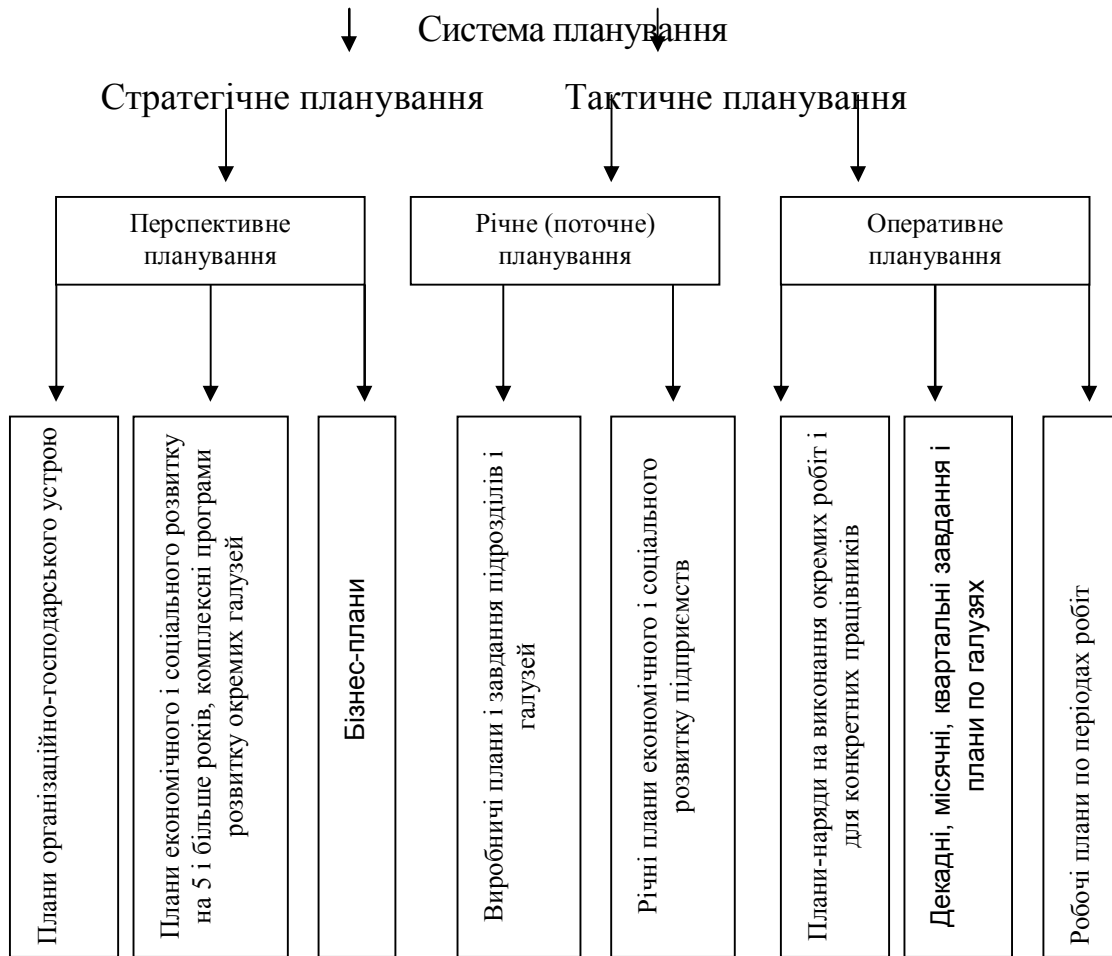 Система планування
Стратегічне планування
Тактичне планування
Перспективне
планування
Річне (поточне)
планування
Оперативне
планування
Плани організаційно-господарського устрою
Плани економічного і соціального розвитку
на 5 і більше років, комплексні програми
розвитку окремих галузей
Бізнес-плани
Виробничі плани і завдання підрозділів і
галузей
Річні плани економічного і соціального
розвитку підприємств
Плани-наряди на виконання окремих робіт і
для конкретних працівників
Декадні, місячні, квартальні завдання і
плани по галузях
Робочі плани по періодах робіт